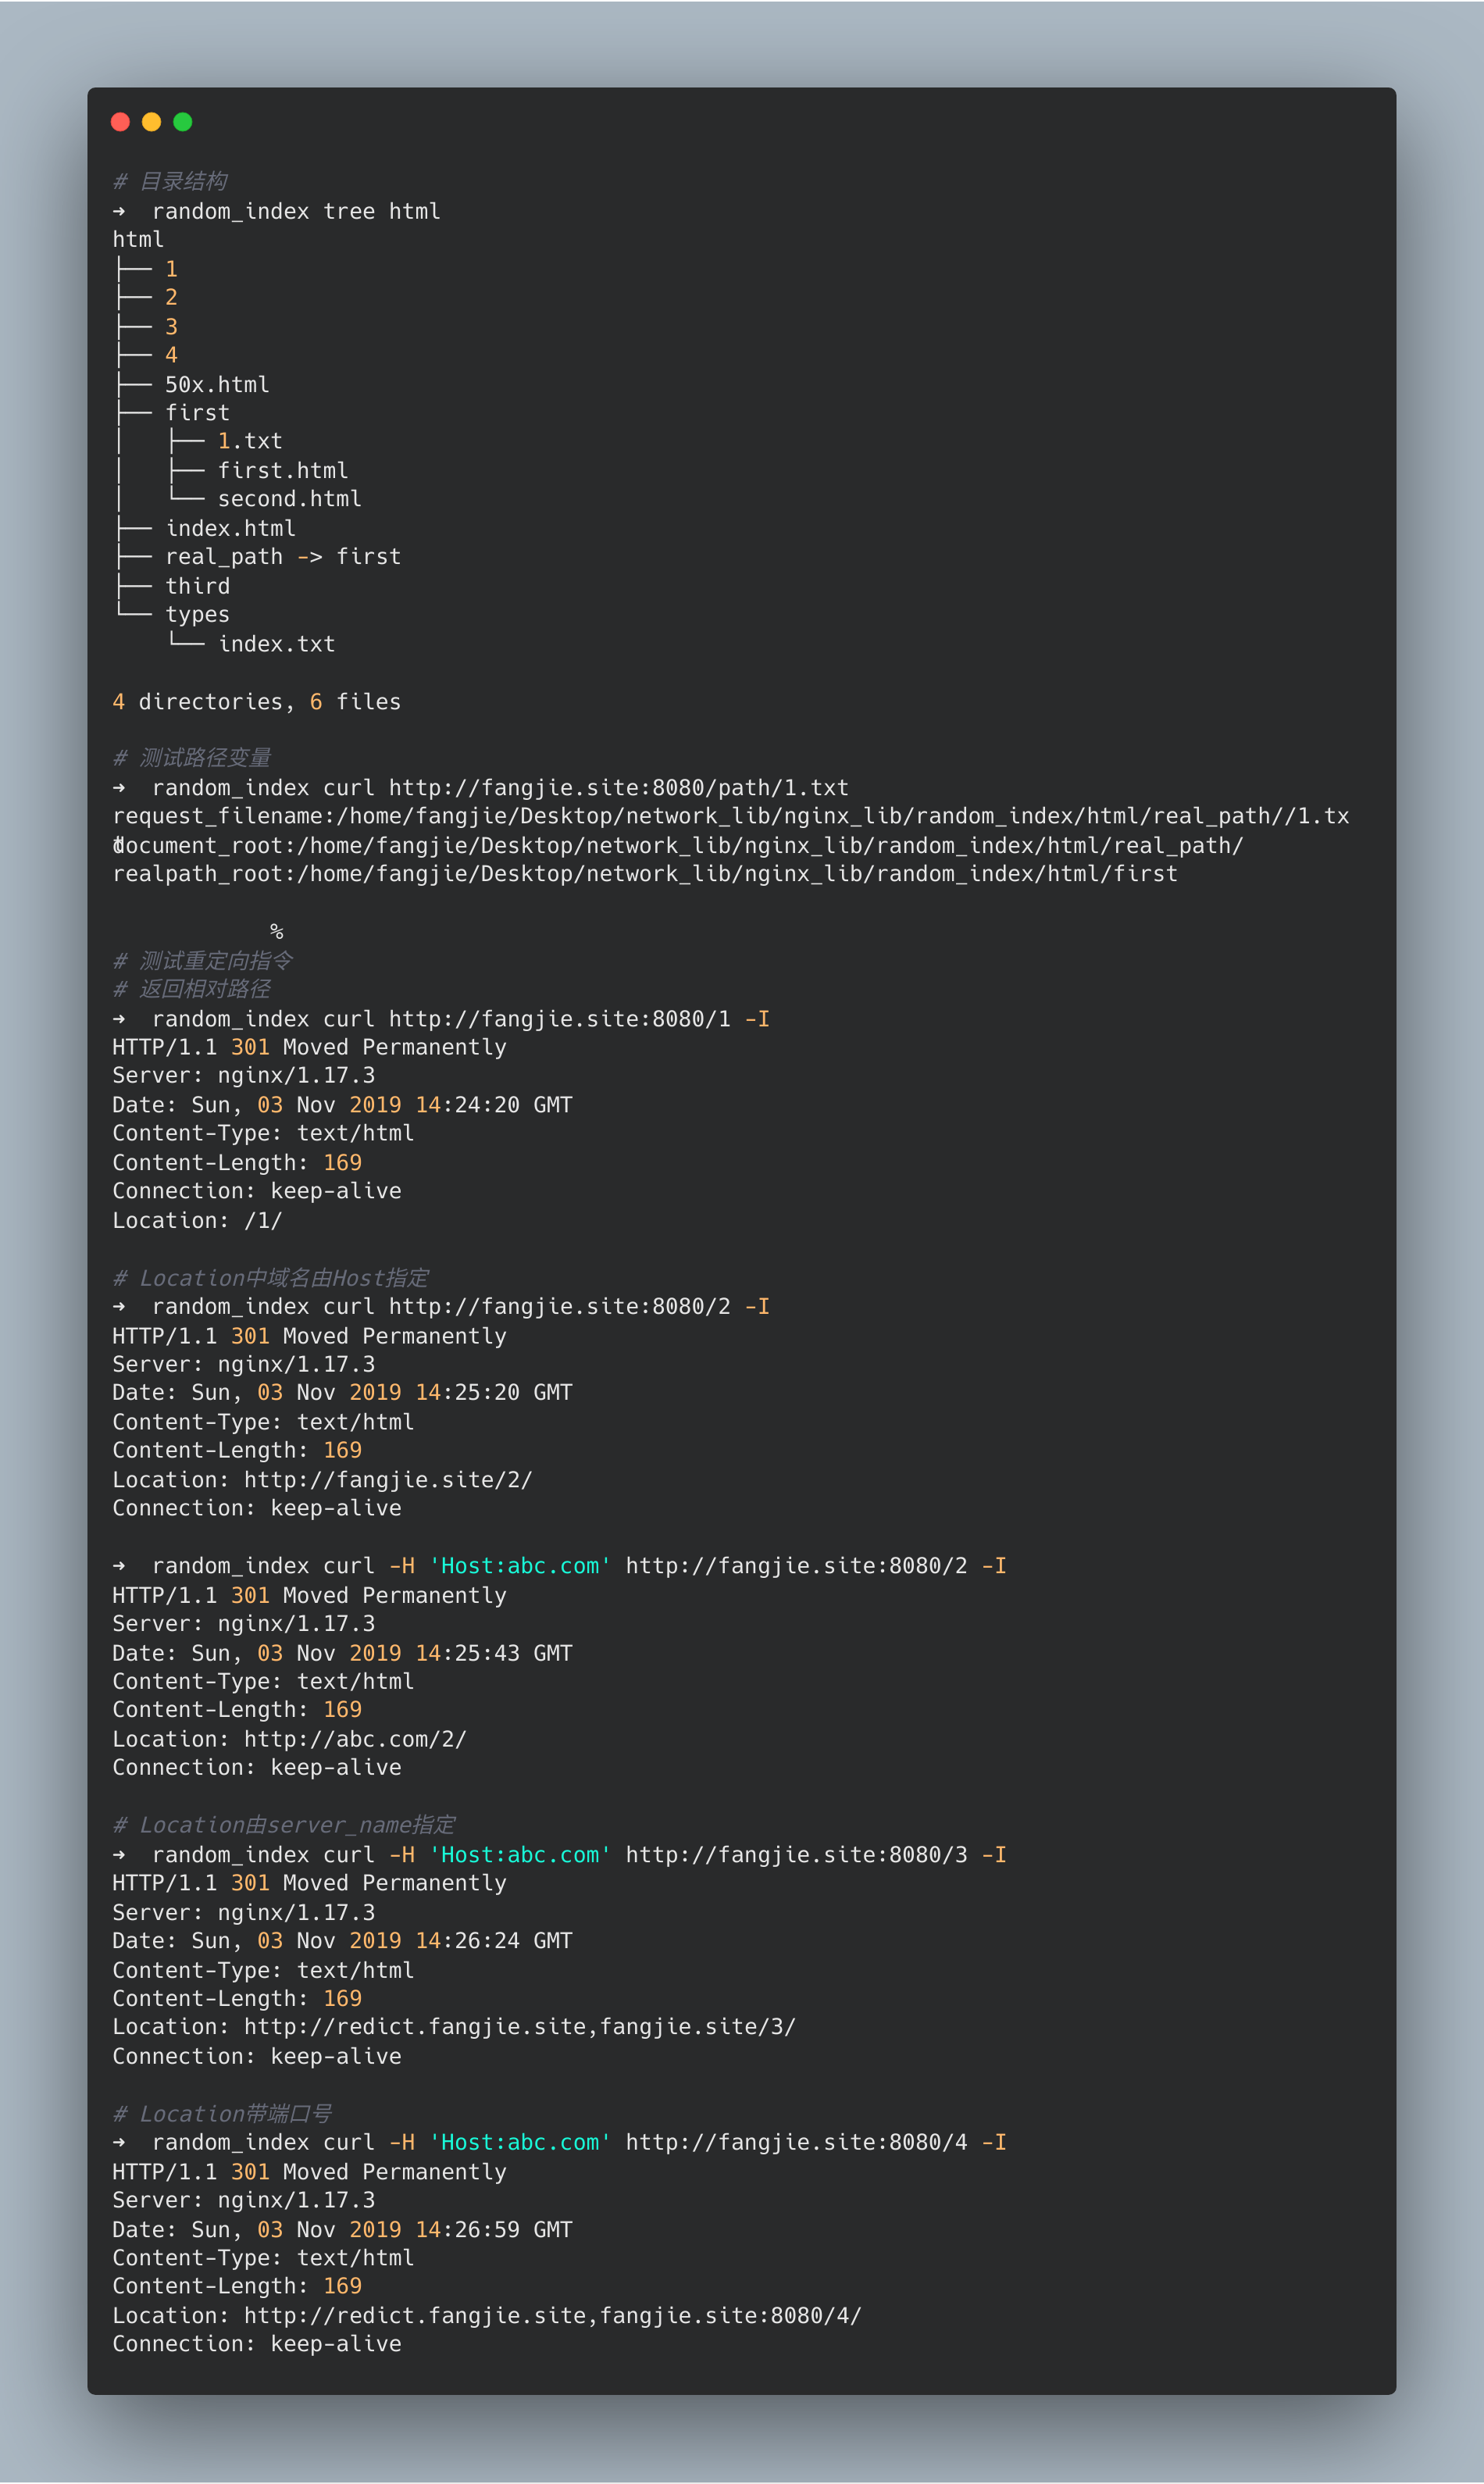 # 目录结构
➜  random_index tree html
html
├── 1
├── 2
├── 3
├── 4
├── 50x.html
├── first
│   ├── 1.txt
│   ├── first.html
│   └── second.html
├── index.html
├── real_path -> first
├── third
└── types
    └── index.txt

4 directories, 6 files

# 测试路径变量
➜  random_index curl http://fangjie.site:8080/path/1.txt
request_filename:/home/fangjie/Desktop/network_lib/nginx_lib/random_index/html/real_path//1.txt
document_root:/home/fangjie/Desktop/network_lib/nginx_lib/random_index/html/real_path/
realpath_root:/home/fangjie/Desktop/network_lib/nginx_lib/random_index/html/first

            %
# 测试重定向指令
# 返回相对路径
➜  random_index curl http://fangjie.site:8080/1 -I
HTTP/1.1 301 Moved Permanently
Server: nginx/1.17.3
Date: Sun, 03 Nov 2019 14:24:20 GMT
Content-Type: text/html
Content-Length: 169
Connection: keep-alive
Location: /1/

# Location中域名由Host指定
➜  random_index curl http://fangjie.site:8080/2 -I
HTTP/1.1 301 Moved Permanently
Server: nginx/1.17.3
Date: Sun, 03 Nov 2019 14:25:20 GMT
Content-Type: text/html
Content-Length: 169
Location: http://fangjie.site/2/
Connection: keep-alive

➜  random_index curl -H 'Host:abc.com' http://fangjie.site:8080/2 -I
HTTP/1.1 301 Moved Permanently
Server: nginx/1.17.3
Date: Sun, 03 Nov 2019 14:25:43 GMT
Content-Type: text/html
Content-Length: 169
Location: http://abc.com/2/
Connection: keep-alive

# Location由server_name指定
➜  random_index curl -H 'Host:abc.com' http://fangjie.site:8080/3 -I
HTTP/1.1 301 Moved Permanently
Server: nginx/1.17.3
Date: Sun, 03 Nov 2019 14:26:24 GMT
Content-Type: text/html
Content-Length: 169
Location: http://redict.fangjie.site,fangjie.site/3/
Connection: keep-alive

# Location带端口号
➜  random_index curl -H 'Host:abc.com' http://fangjie.site:8080/4 -I
HTTP/1.1 301 Moved Permanently
Server: nginx/1.17.3
Date: Sun, 03 Nov 2019 14:26:59 GMT
Content-Type: text/html
Content-Length: 169
Location: http://redict.fangjie.site,fangjie.site:8080/4/
Connection: keep-alive